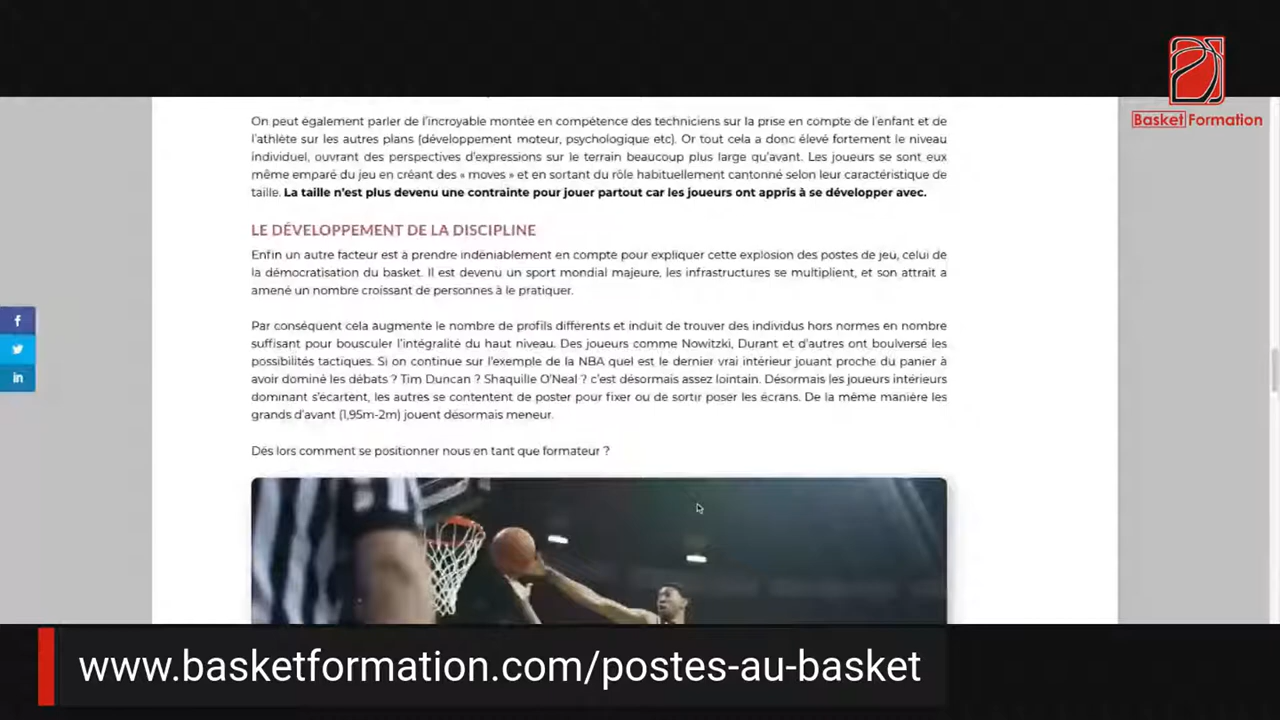 Basket Formation
On peut également parler de l'incroyable montée en compétence des techniciens sur la prise en compte de l'enfant et de
l'athlète sur les autres plans (développement moteur, psychologique etc). Or tout cela a donc élevé fortement le niveau
individuel, ouvrant des perspectives d'expressions sur le terrain beaucoup plus large qu'avant. Les joueurs se sont eux
même emparé du jeu en créant des « moves » et en sortant du rôle habituellement cantonné selon leur caractéristique de
taille. La taille n'est plus devenu une contrainte pour jouer partout car les joueurs ont appris à se développer avec.
LE DÉVELOPPEMENT DE LA DISCIPLINE
Enfin un autre facteur est à prendre indéniablement en compte pour expliquer cette explosion des postes de jeu, celui de
la démocratisation du basket. Il est devenu un sport mondial majeure, les infrastructures se multiplient, et son attrait a
amené un nombre croissant de personnes à le pratiquer.
Par conséquent cela augmente le nombre de profils différents et induit de trouver des individus hors normes en nombre
suffisant pour bousculer l'intégralité du haut niveau. Des joueurs comme Nowitzki, Durant et d'autres ont boulversé les
possibilités tactiques. Si on continue sur l'exemple de la NBA quel est le dernier vrai intérieur jouant proche du panier à
avoir dominé les débats ? Tim Duncan ? Shaquille O'Neal ? c'est désormais assez lointain. Désormais les joueurs intérieurs
dominant s'écartent, les autres se contentent de poster pour fixer ou de sortir poser les écrans. De la même manière les
grands d'avant (1,95m-2m) jouent désormais meneur.
Dés lors comment se positionner nous en tant que formateur ?
www.basketformation.com/postes-au-basket